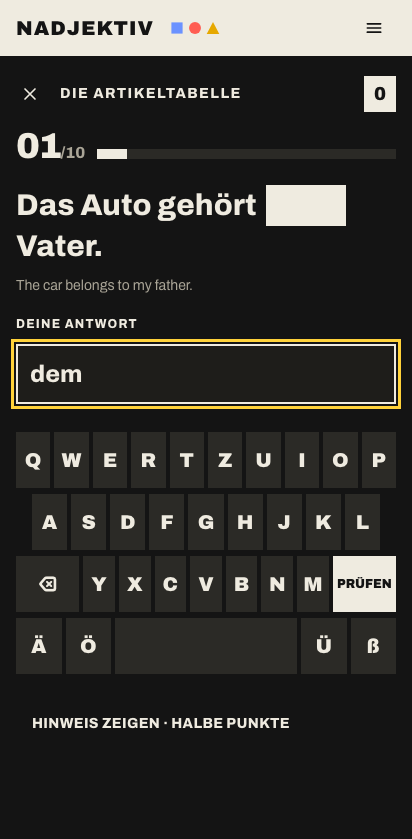 NADJEKTIV
DIE ARTIKELTABELLE
0
01/10
Das Auto gehört
Vater.
The car belongs to my father.
DEINE ANTWORT
dem
Q W E R T Z U I O P
A S D F G H J K L
Y X C V B N M PRÜFEN
Ä Ö Ü ß
HINWEIS ZEIGEN · HALBE PUNKTE